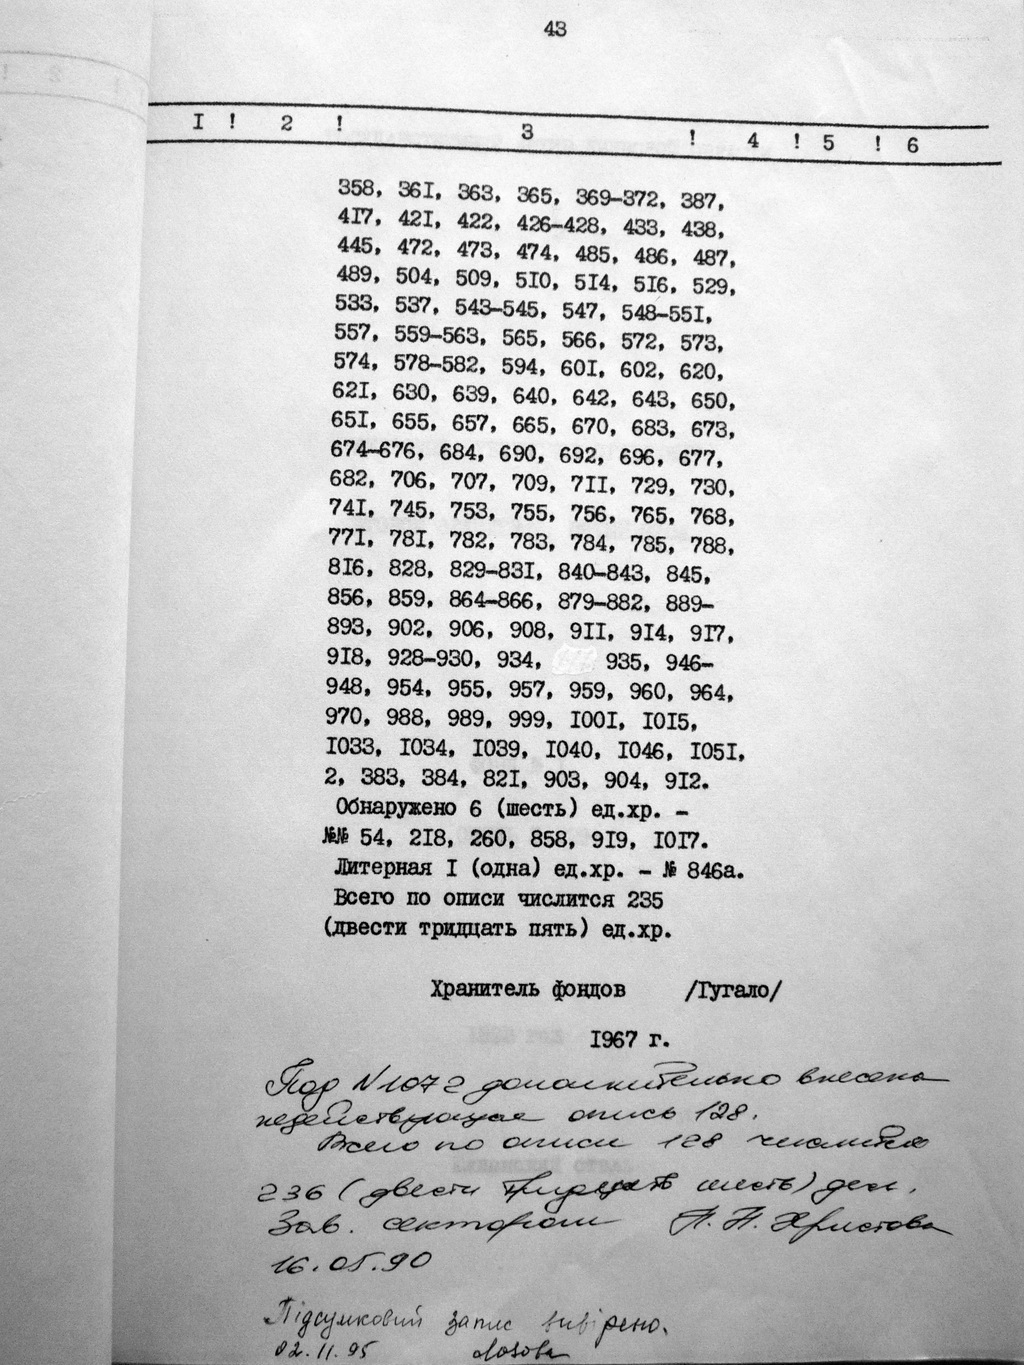 43
I ! 2 ! 3 ! 4 ! 5 ! 6
358, 36I, 363, 365, 369-372, 387,
4I7, 42I, 422, 426-428, 433, 438,
445, 472, 473, 474, 485, 486, 487,
489, 504, 509, 5I0, 5I4, 5I6, 529,
533, 537, 543-545, 547, 548-55I,
557, 559-563, 565, 566, 572, 573,
574, 578-582, 594, 60I, 602, 620,
62I, 630, 639, 640, 642, 643, 650,
65I, 655, 657, 665, 670, 683, 673,
674-676, 684, 690, 692, 696, 677,
682, 706, 707, 709, 7II, 729, 730,
74I, 745, 753, 755, 756, 765, 768,
77I, 78I, 782, 783, 784, 785, 788,
8I6, 828, 829-83I, 840-843, 845,
856, 859, 864-866, 879-882, 889-
893, 902, 906, 908, 9II, 9I4, 9I7,
9I8, 928-930, 934, 935, 946-
948, 954, 955, 957, 959, 960, 964,
970, 988, 989, 999, I00I, I0I5,
I033, I034, I039, I040, I046, I05I,
2, 383, 384, 82I, 903, 904, 9I2.
Обнаружено 6 (шесть) ед.хр. -
№№ 54, 2I8, 260, 858, 9I9, I0I7.
Литерная I (одна) ед.хр. - № 846а.
Всего по описи числится 235
(двести тридцать пять) ед.хр.
Хранитель фондов /Гугало/
I967 г.
Под N 1072 дополнительно внесена
недействующая опись 128.
Всего по описи 128 числится
236 (двести тридцать шесть) дел.
Зав. сектором Л. Н. Христова
16.05.90
Підсумковий запис вивірено.
02.11.95